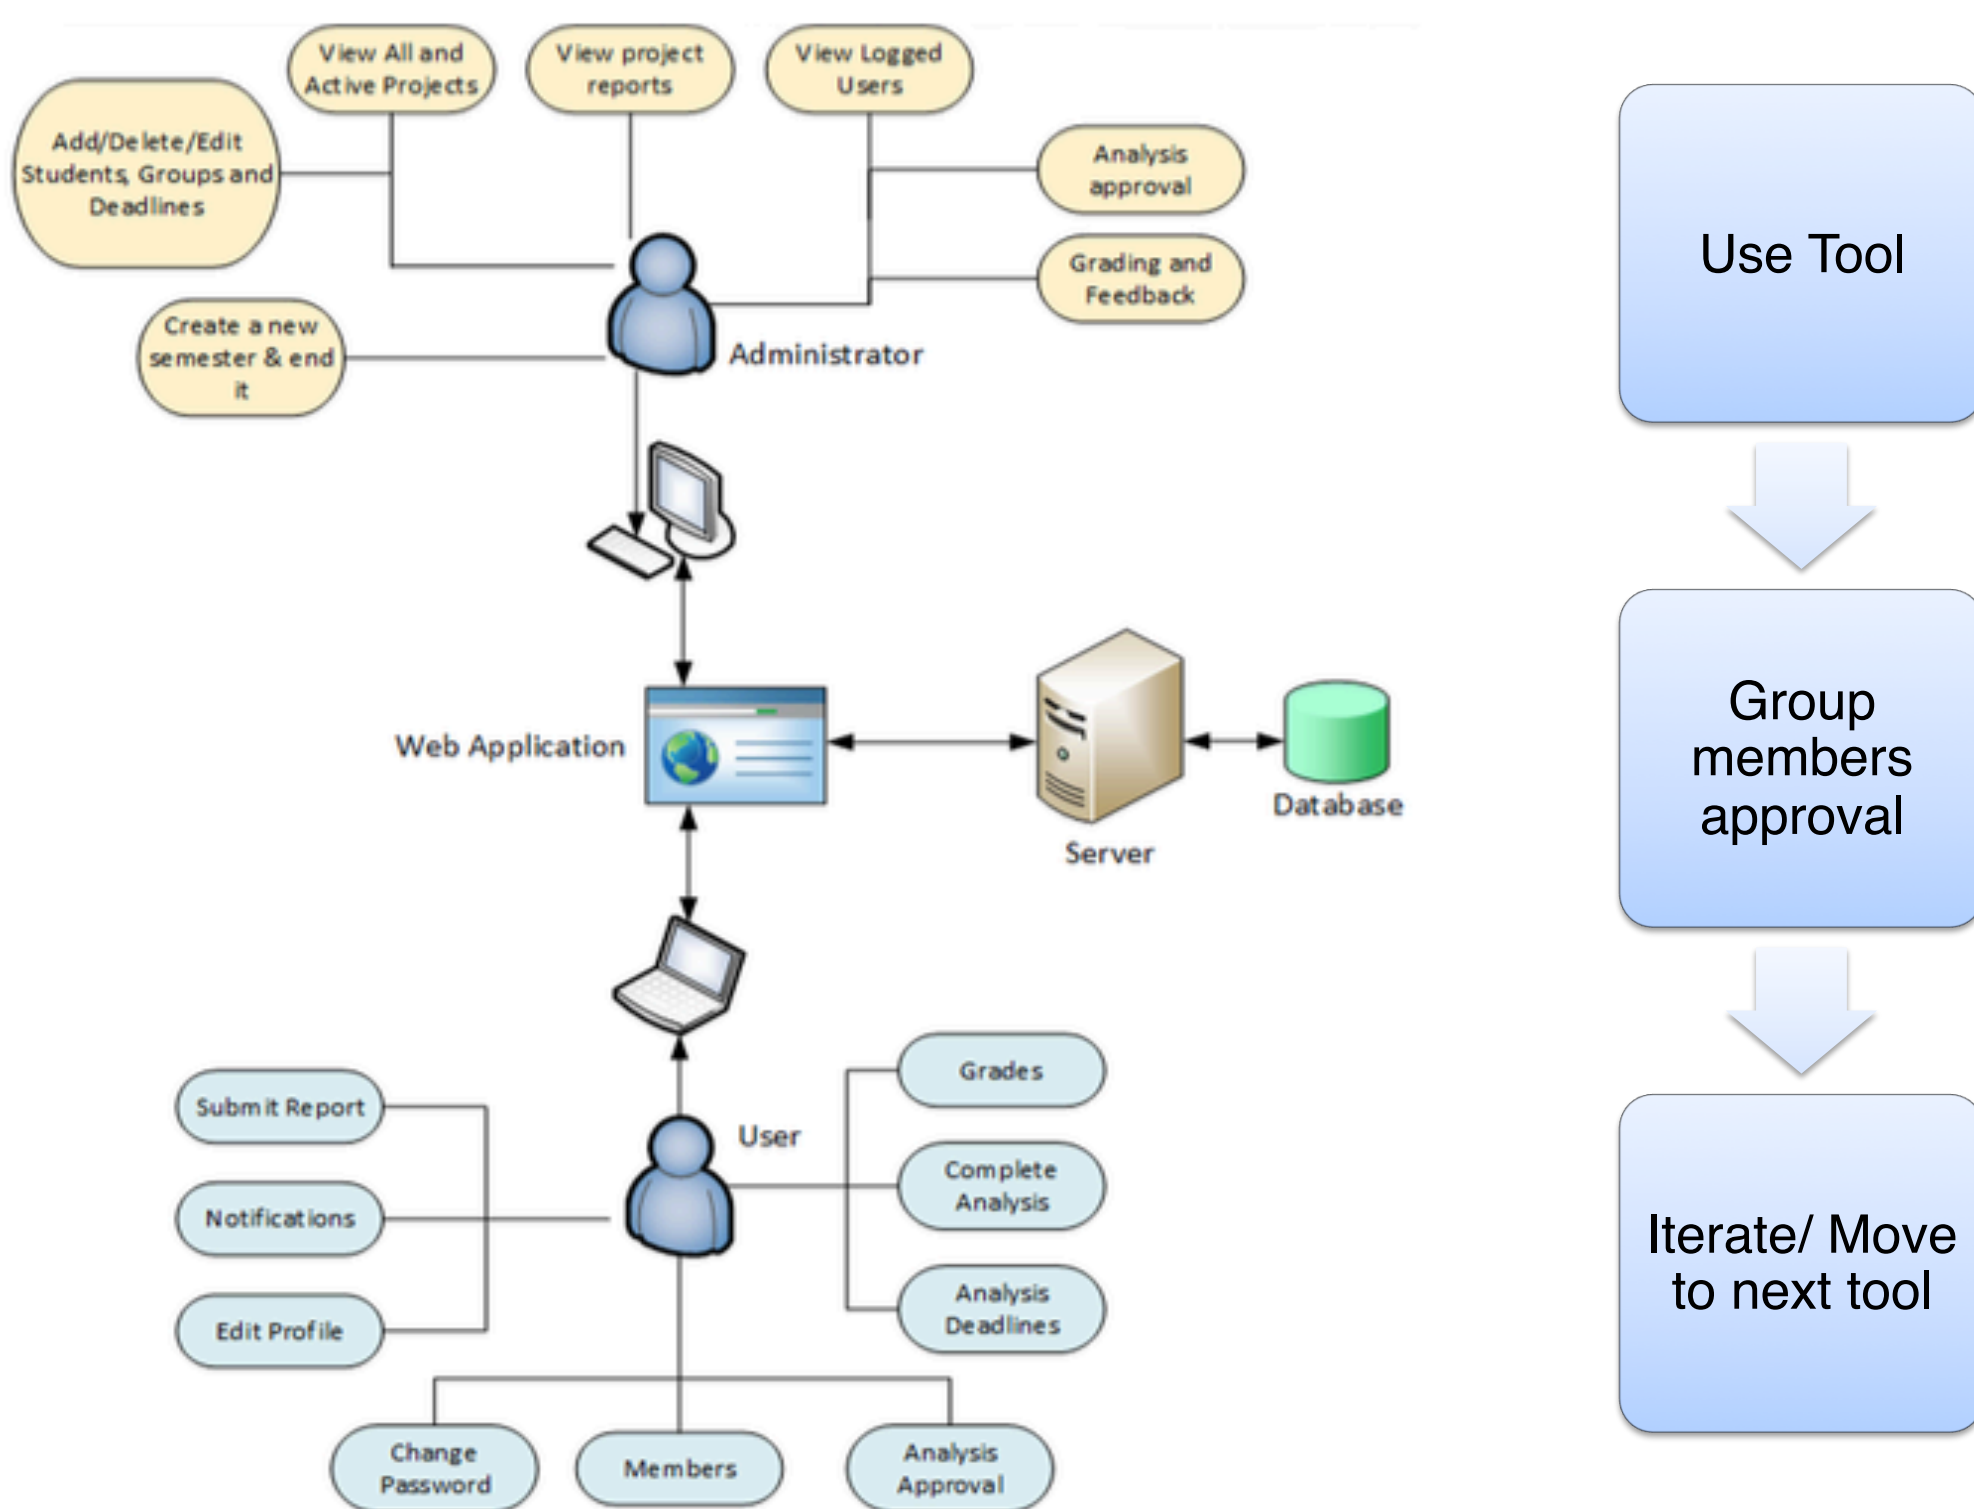 View All and
Active Projects
View project
reports
View Logged
Users
Add/Delete/Edit
Students, Groups and
Deadlines
Analysis
approval
Grading and
Feedback
Create a new
semester & end
it
Administrator
Web Application
Server
Database
User
Submit Report
Notifications
Edit Profile
Grades
Complete
Analysis
Analysis
Deadlines
Change
Password
Members
Analysis
Approval
Use Tool
Group
members
approval
Iterate/ Move
to next tool